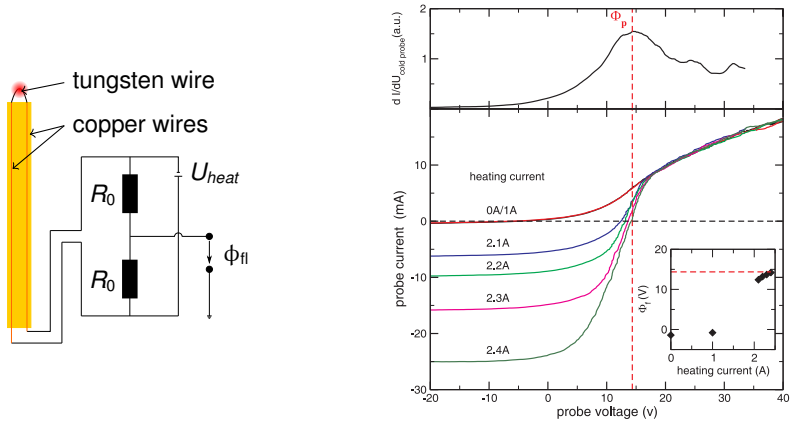 tungsten wire
copper wires
R0
R0
Uheat
ϕfl
Φp
d I/dUcold probe(a.u.)
2
1
0
heating current
0A/1A
2.1A
2.2A
2.3A
2.4A
probe current (mA)
10
0
-10
-20
-30
-20 -10 0 10 20 30 40
probe voltage (v)
Φf (V)
10
0
0 1 2
heating current (A)